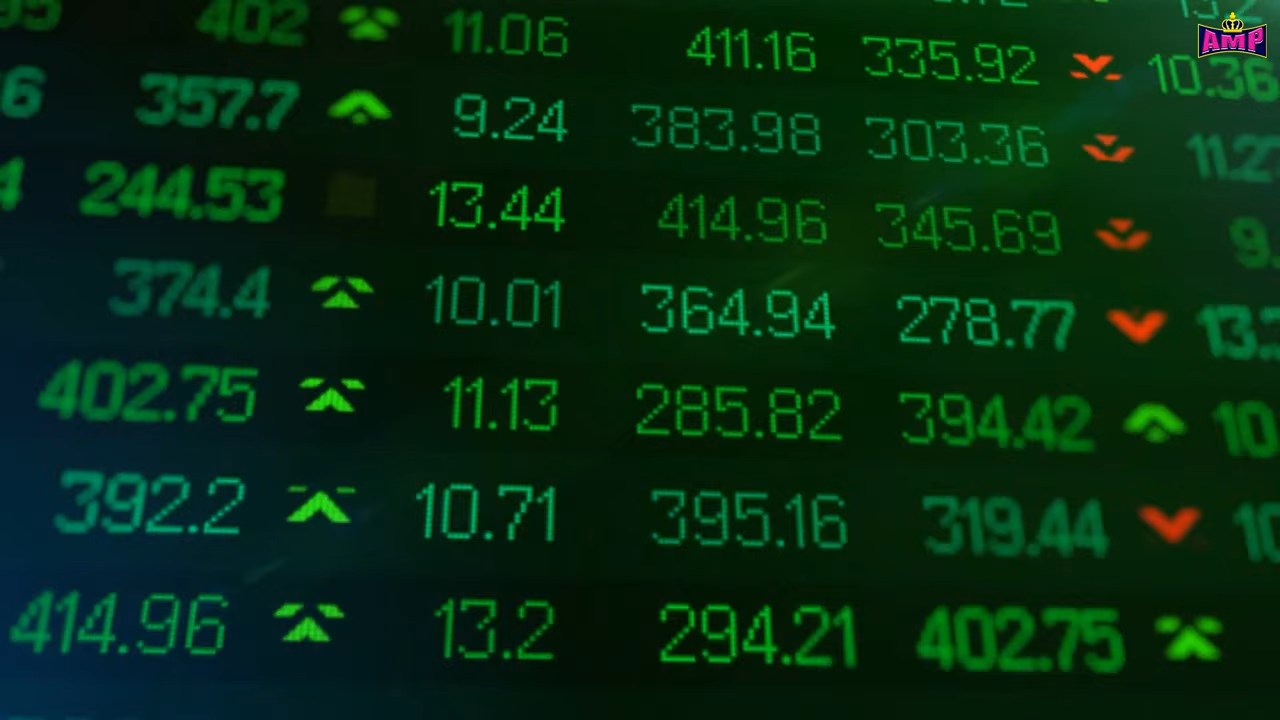 402 11.06 411.16 335.92 10.36
AMP
357.7 9.24 383.98 303.36
244.53 13.44 414.96 345.69
374.4 10.01 364.94 278.77
402.75 11.13 285.82 394.42
392.2 10.71 395.16 319.44
414.96 13.2 294.21 402.75